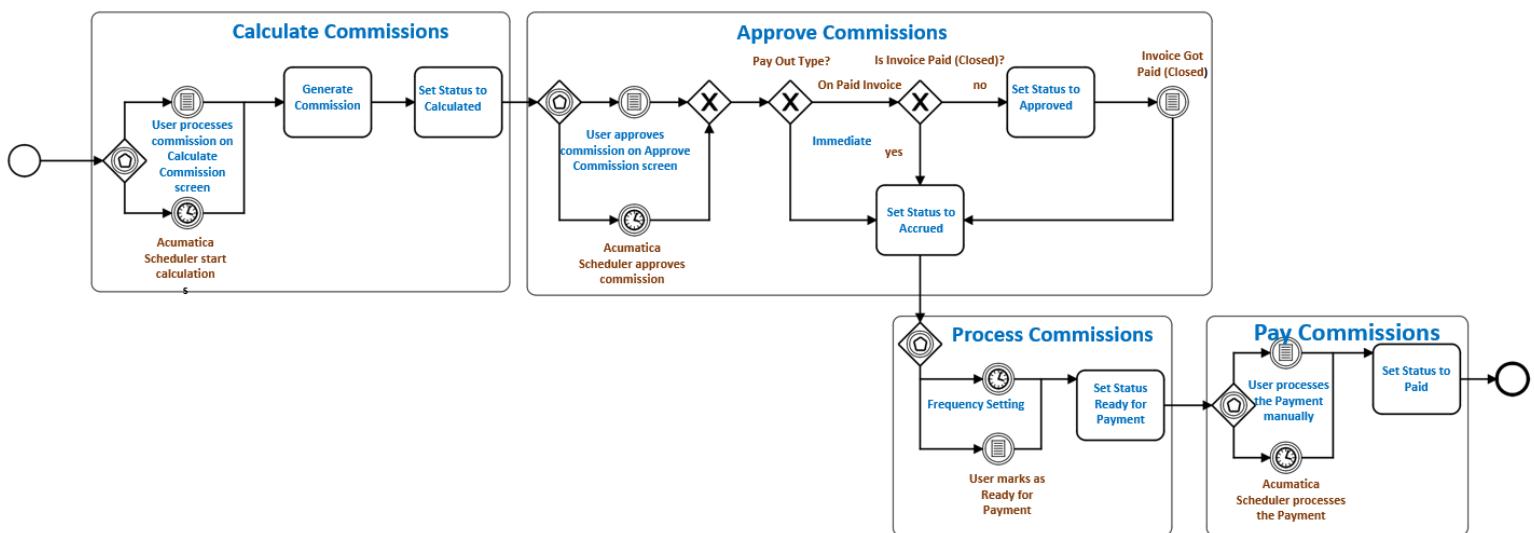 Calculate Commissions
User processes
commission on
Calculate
Commission
screen
Acumatica
Scheduler start
calculation
s
Generate
Commission
Set Status to
Calculated
Approve Commissions
User approves
commission on Approve
Commission screen
Acumatica
Scheduler approves
commission
Pay Out Type?
On Paid Invoice
Immediate
Is Invoice Paid (Closed)?
no
yes
Set Status to
Approved
Invoice Got
Paid (Closed)
Set Status to
Accrued
Process Commissions
Frequency Setting
User marks as
Ready for
Payment
Set Status
Ready for
Payment
Pay Commissions
User processes
the Payment
manually
Acumatica
Scheduler processes
the Payment
Set Status to
Paid